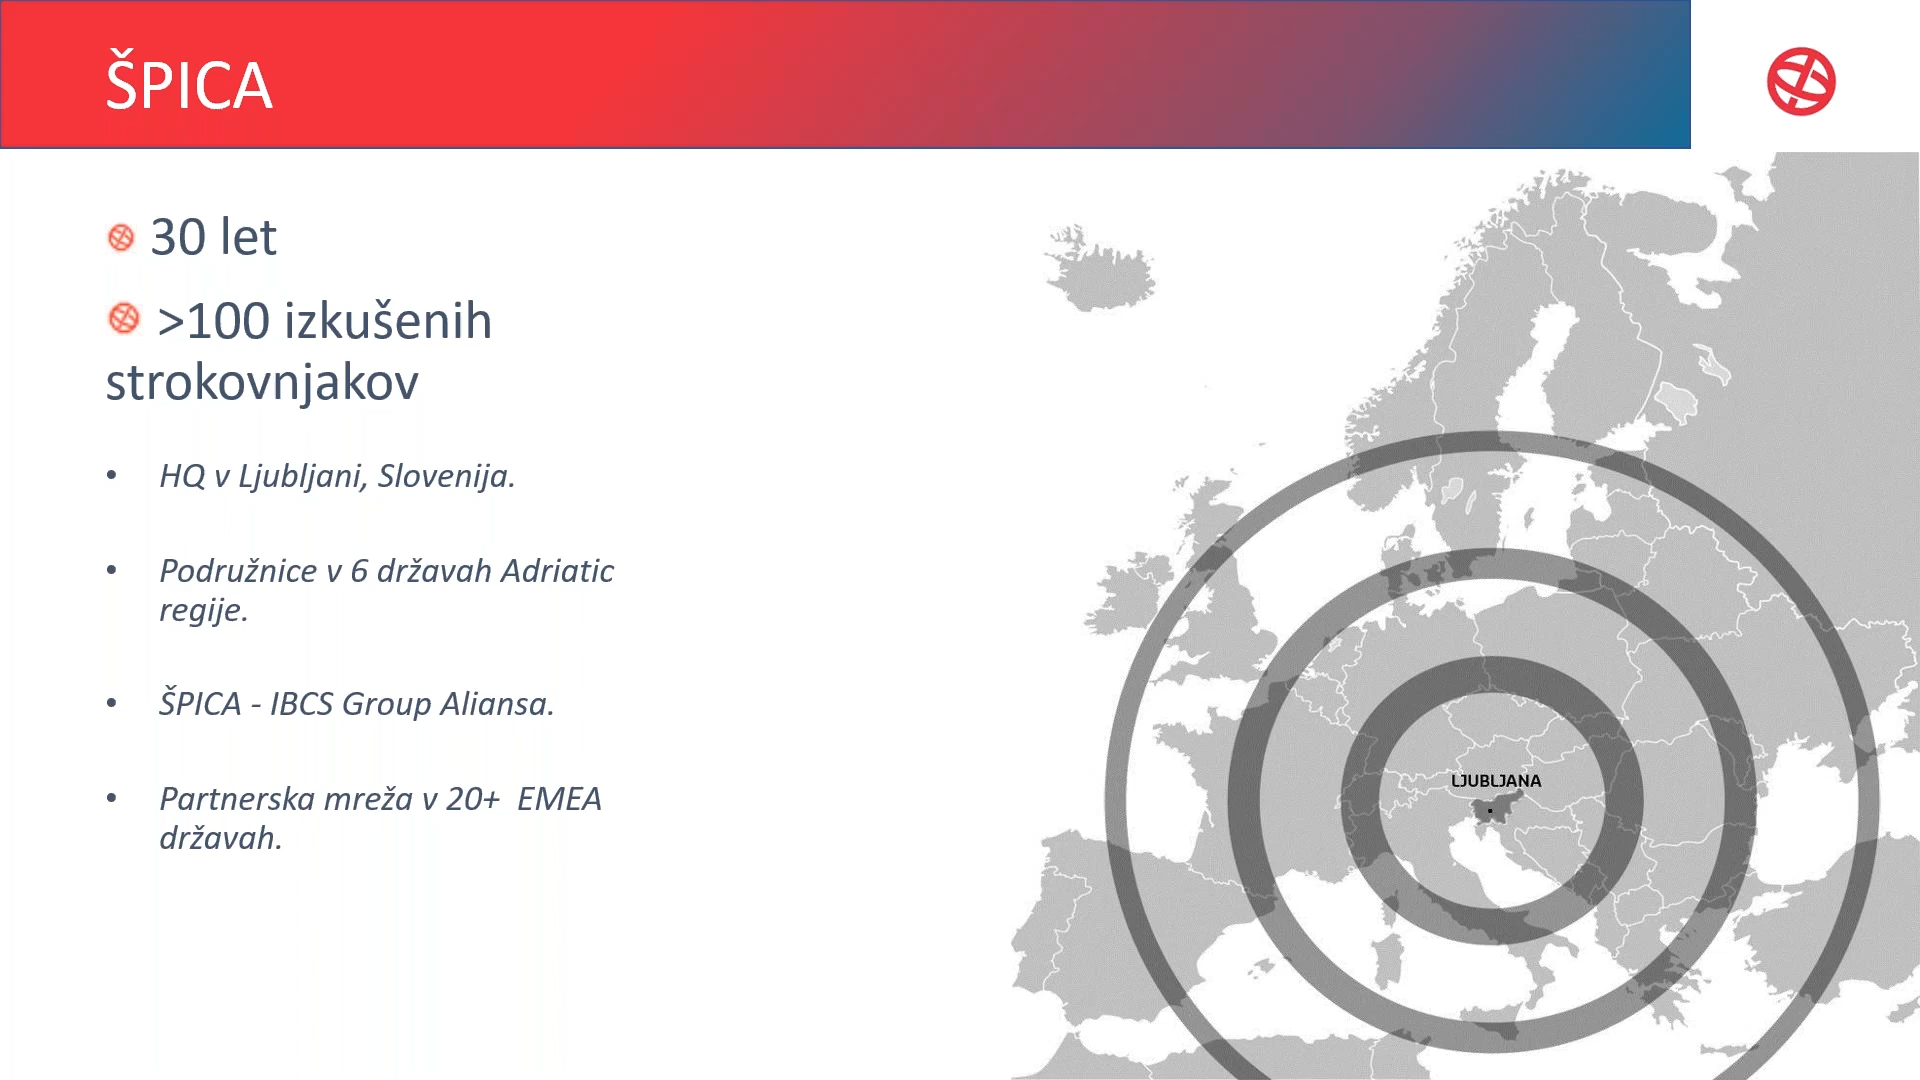 ŠPICA
30 let
>100 izkušenih
strokovnjakov
• HQ v Ljubljani, Slovenija.
• Podružnice v 6 državah Adriatic
regije.
• ŠPICA - IBCS Group Aliansa.
• Partnerska mreža v 20+ EMEA
državah.
LJUBLJANA